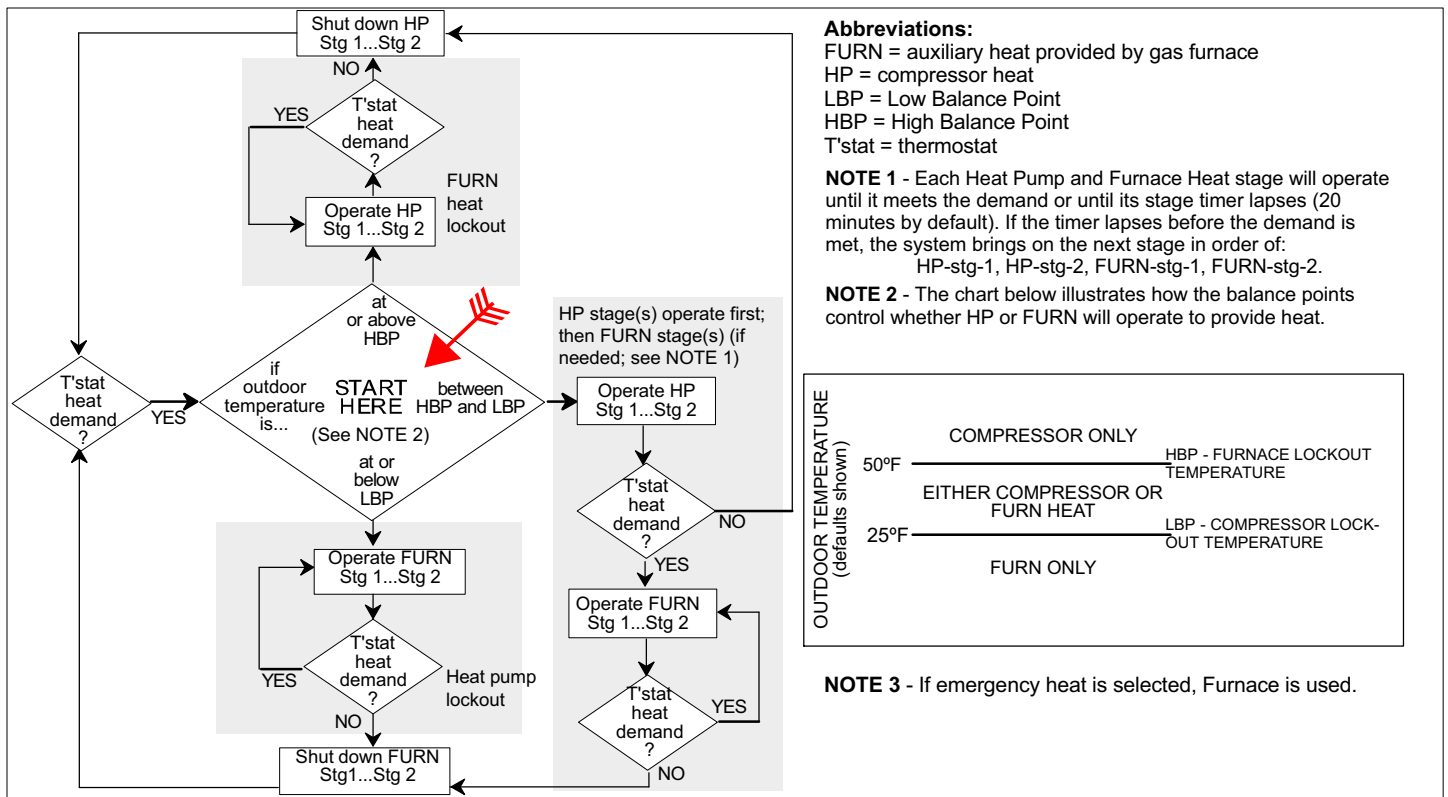 Shut down HP
Stg 1...Stg 2
NO
T'stat
heat
demand
?
YES
FURN
heat
lockout
Operate HP
Stg 1...Stg 2
at
or above
HBP
if
outdoor
temperature
is...
START
HERE
(See NOTE 2)
between
HBP and LBP
at or
below
LBP
T'stat
heat
demand
?
YES
Operate FURN
Stg 1...Stg 2
T'stat
heat
demand
?
YES
Heat pump
lockout
NO
Shut down FURN
Stg1...Stg 2
HP stage(s) operate first;
then FURN stage(s) (if
needed; see NOTE 1)
Operate HP
Stg 1...Stg 2
T'stat
heat
demand
?
NO
YES
Operate FURN
Stg 1...Stg 2
T'stat
heat
demand
?
YES
NO
Abbreviations:
FURN = auxiliary heat provided by gas furnace
HP = compressor heat
LBP = Low Balance Point
HBP = High Balance Point
T'stat = thermostat
NOTE 1 - Each Heat Pump and Furnace Heat stage will operate
until it meets the demand or until its stage timer lapses (20
minutes by default). If the timer lapses before the demand is
met, the system brings on the next stage in order of:
HP-stg-1, HP-stg-2, FURN-stg-1, FURN-stg-2.
NOTE 2 - The chart below illustrates how the balance points
control whether HP or FURN will operate to provide heat.
OUTDOOR TEMPERATURE
(defaults shown)
COMPRESSOR ONLY
50ºF
HBP - FURNACE LOCKOUT
TEMPERATURE
EITHER COMPRESSOR OR
FURN HEAT
25ºF
LBP - COMPRESSOR LOCK-
OUT TEMPERATURE
FURN ONLY
NOTE 3 - If emergency heat is selected, Furnace is used.